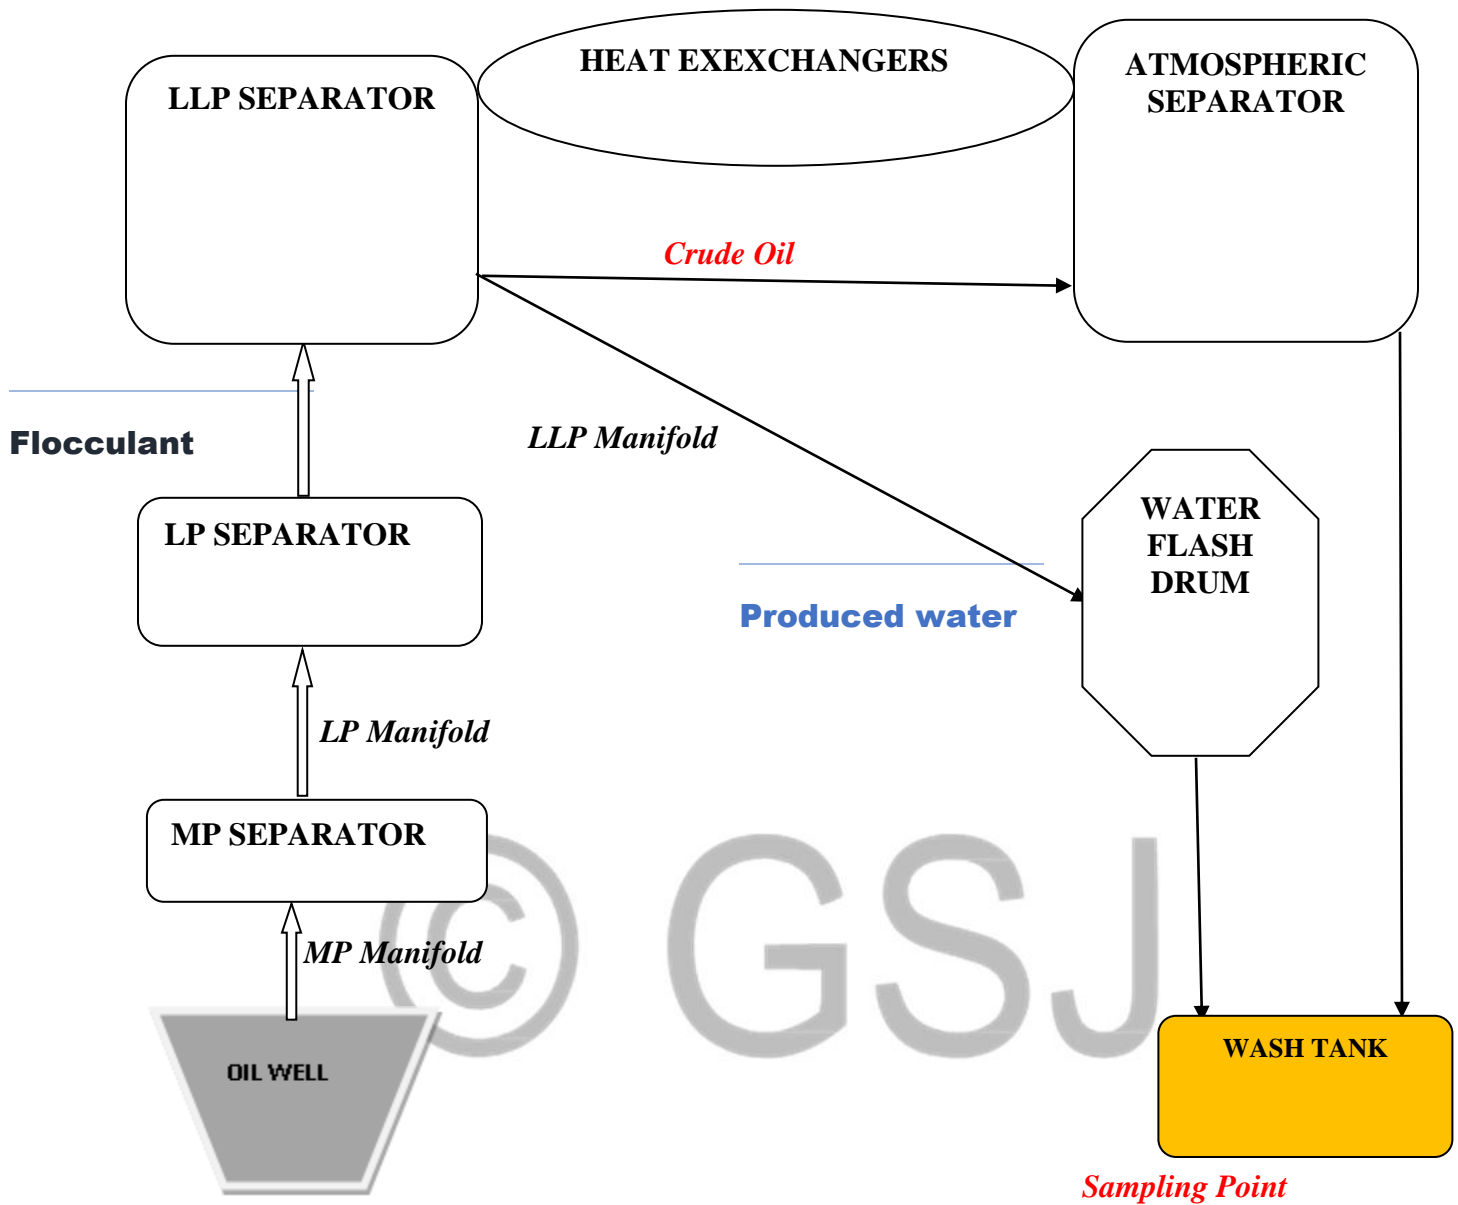 HEAT EXEXCHANGERS
ATMOSPHERIC
SEPARATOR
LLP SEPARATOR
Crude Oil
Flocculant
LLP Manifold
WATER
FLASH
DRUM
LP SEPARATOR
Produced water
LP Manifold
MP SEPARATOR
MP Manifold
© GSJ
OIL WELL
WASH TANK
Sampling Point